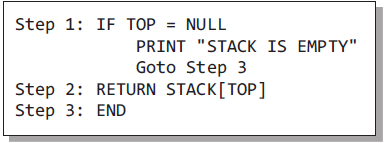 Step 1: IF TOP = NULL
PRINT "STACK IS EMPTY"
Goto Step 3
Step 2: RETURN STACK[TOP]
Step 3: END